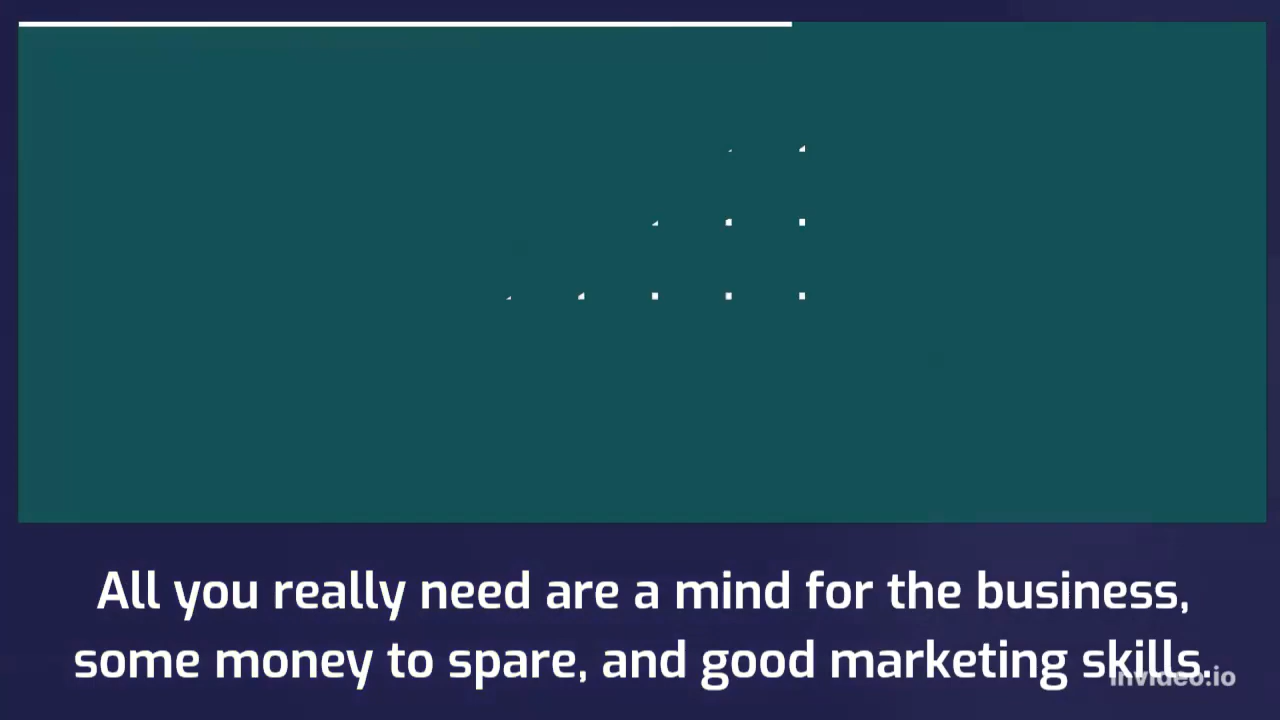 All you really need are a mind for the business,
some money to spare, and good marketing skills.
invideo.io